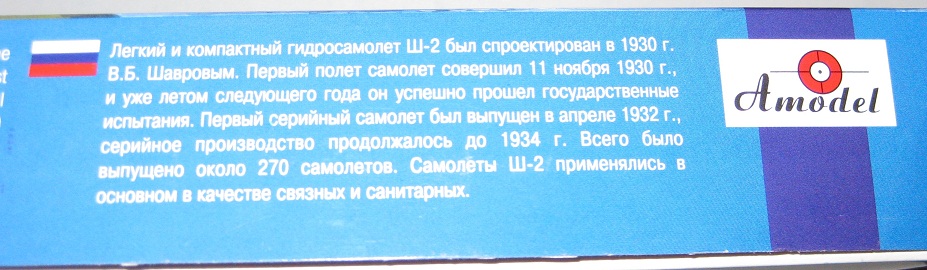 Легкий и компактный гидросамолет Ш-2 был спроектирован в 1930 г.
В.Б. Шавровым. Первый полет самолет совершил 11 ноября 1930 г.,
и уже летом следующего года он успешно прошел государственные
испытания. Первый серийный самолет был выпущен в апреле 1932 г.,
серийное производство продолжалось до 1934 г. Всего было
выпущено около 270 самолетов. Самолёты Ш-2 применялись в
основном в качестве связных и санитарных.
Amodel